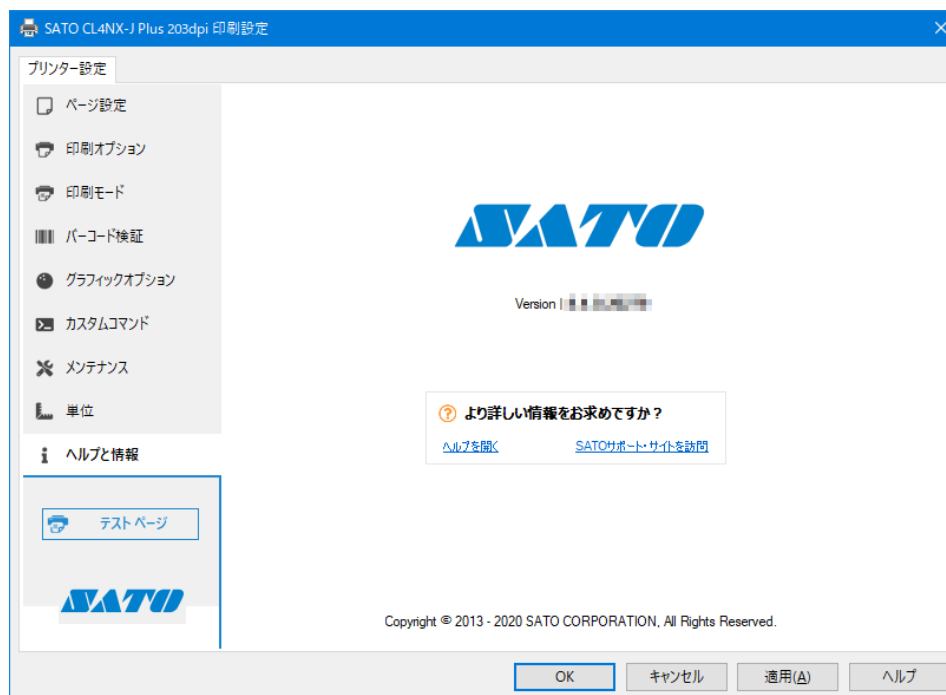 SATO CL4NX-J Plus 203dpi 印刷設定
プリンター設定
ページ設定
印刷オプション
印刷モード
バーコード検証
グラフィックオプション
カスタムコマンド
メンテナンス
単位
ヘルプと情報
テスト ページ
SATO
SATO
Version |
より詳しい情報をお求めですか？
ヘルプを開く SATOサポート・サイトを訪問
Copyright © 2013 - 2020 SATO CORPORATION, All Rights Reserved.
OK キャンセル 適用(A) ヘルプ